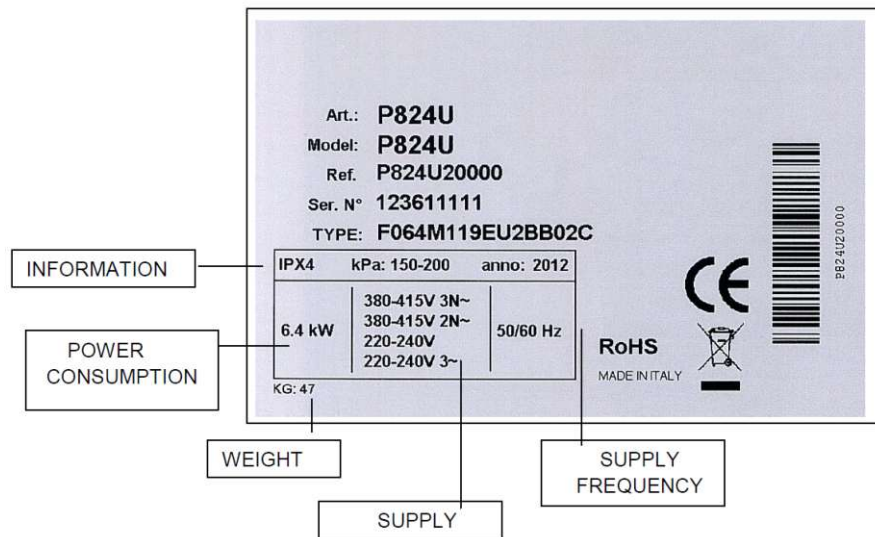 Art.: P824U
Model: P824U
Ref. P824U20000
Ser. N° 123611111
TYPE: F064M119EU2BB02C
INFORMATION
IPX4 kPa: 150-200 anno: 2012
POWER CONSUMPTION
6.4 kW
380-415V 3N~
380-415V 2N~
220-240V
220-240V 3~
50/60 Hz
KG: 47
CE
RoHS
MADE IN ITALY
P824U20000
WEIGHT
SUPPLY
SUPPLY FREQUENCY